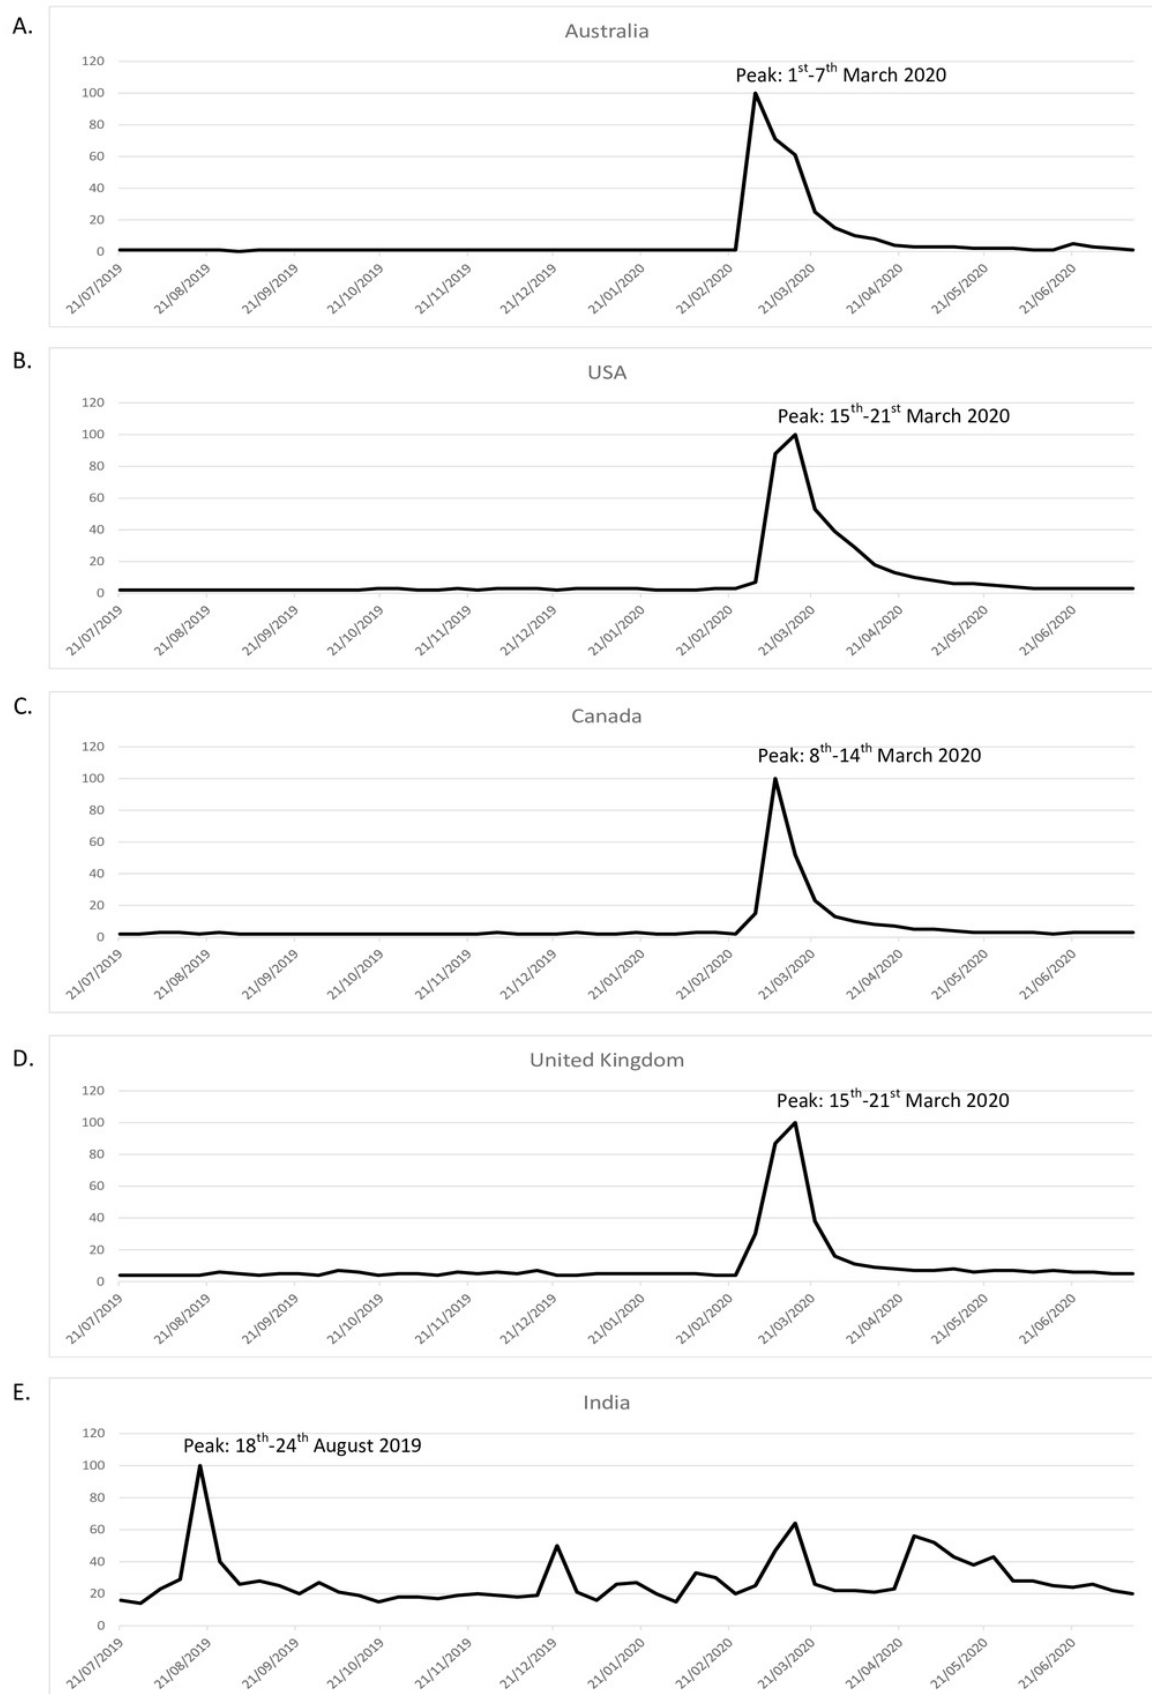 A.
Australia
Peak: 1st-7th March 2020
120
100
80
60
40
20
0
21/07/2019 21/08/2019 21/09/2019 21/10/2019 21/11/2019 21/12/2019 21/01/2020 21/02/2020 21/03/2020 21/04/2020 21/05/2020 21/06/2020
B.
USA
Peak: 15th-21st March 2020
120
100
80
60
40
20
0
21/07/2019 21/08/2019 21/09/2019 21/10/2019 21/11/2019 21/12/2019 21/01/2020 21/02/2020 21/03/2020 21/04/2020 21/05/2020 21/06/2020
C.
Canada
Peak: 8th-14th March 2020
120
100
80
60
40
20
0
21/07/2019 21/08/2019 21/09/2019 21/10/2019 21/11/2019 21/12/2019 21/01/2020 21/02/2020 21/03/2020 21/04/2020 21/05/2020 21/06/2020
D.
United Kingdom
Peak: 15th-21st March 2020
120
100
80
60
40
20
0
21/07/2019 21/08/2019 21/09/2019 21/10/2019 21/11/2019 21/12/2019 21/01/2020 21/02/2020 21/03/2020 21/04/2020 21/05/2020 21/06/2020
E.
India
Peak: 18th-24th August 2019
120
100
80
60
40
20
0
21/07/2019 21/08/2019 21/09/2019 21/10/2019 21/11/2019 21/12/2019 21/01/2020 21/02/2020 21/03/2020 21/04/2020 21/05/2020 21/06/2020